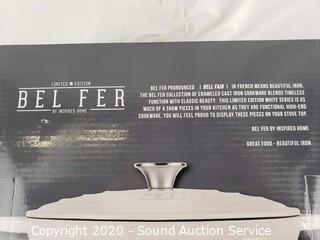 LIMITED ★ EDITION
BEL FER
BY INSPIRED HOME
BEL FER PRONOUNCED ( BELL FAIR ) IN FRENCH MEANS BEAUTIFUL IRON.
THE BEL FER COLLECTION OF ENAMELED CAST IRON COOKWARE BLENDS TIMELESS
FUNCTION WITH CLASSIC BEAUTY. THIS LIMITED EDITION WHITE SERIES IS AS
MUCH OF A SHOW PIECES IN YOUR KITCHEN AS THEY ARE FUNCTIONAL HIGH-END
COOKWARE. YOU WILL FEEL PROUD TO DISPLAY THESE PIECES ON YOUR STOVE TOP.
BEL FER BY INSPIRED HOME
GREAT FOOD - BEAUTIFUL IRON
Copyright 2020 - Sound Auction Service